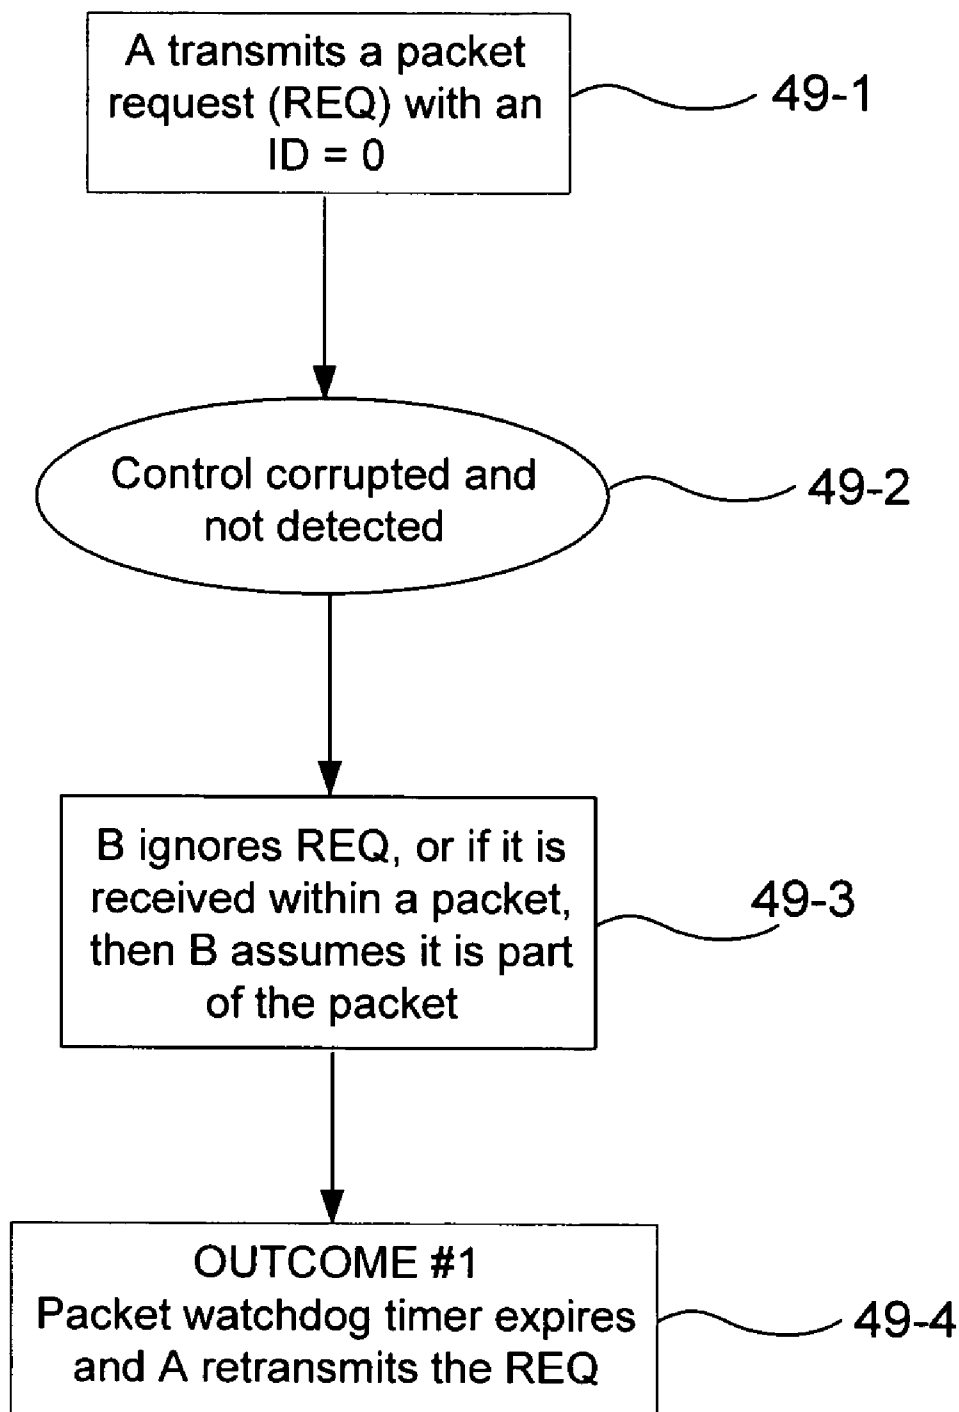 A transmits a packet
request (REQ) with an
ID = 0
49-1
Control corrupted and
not detected
49-2
B ignores REQ, or if it is
received within a packet,
then B assumes it is part
of the packet
49-3
OUTCOME #1
Packet watchdog timer expires
and A retransmits the REQ
49-4